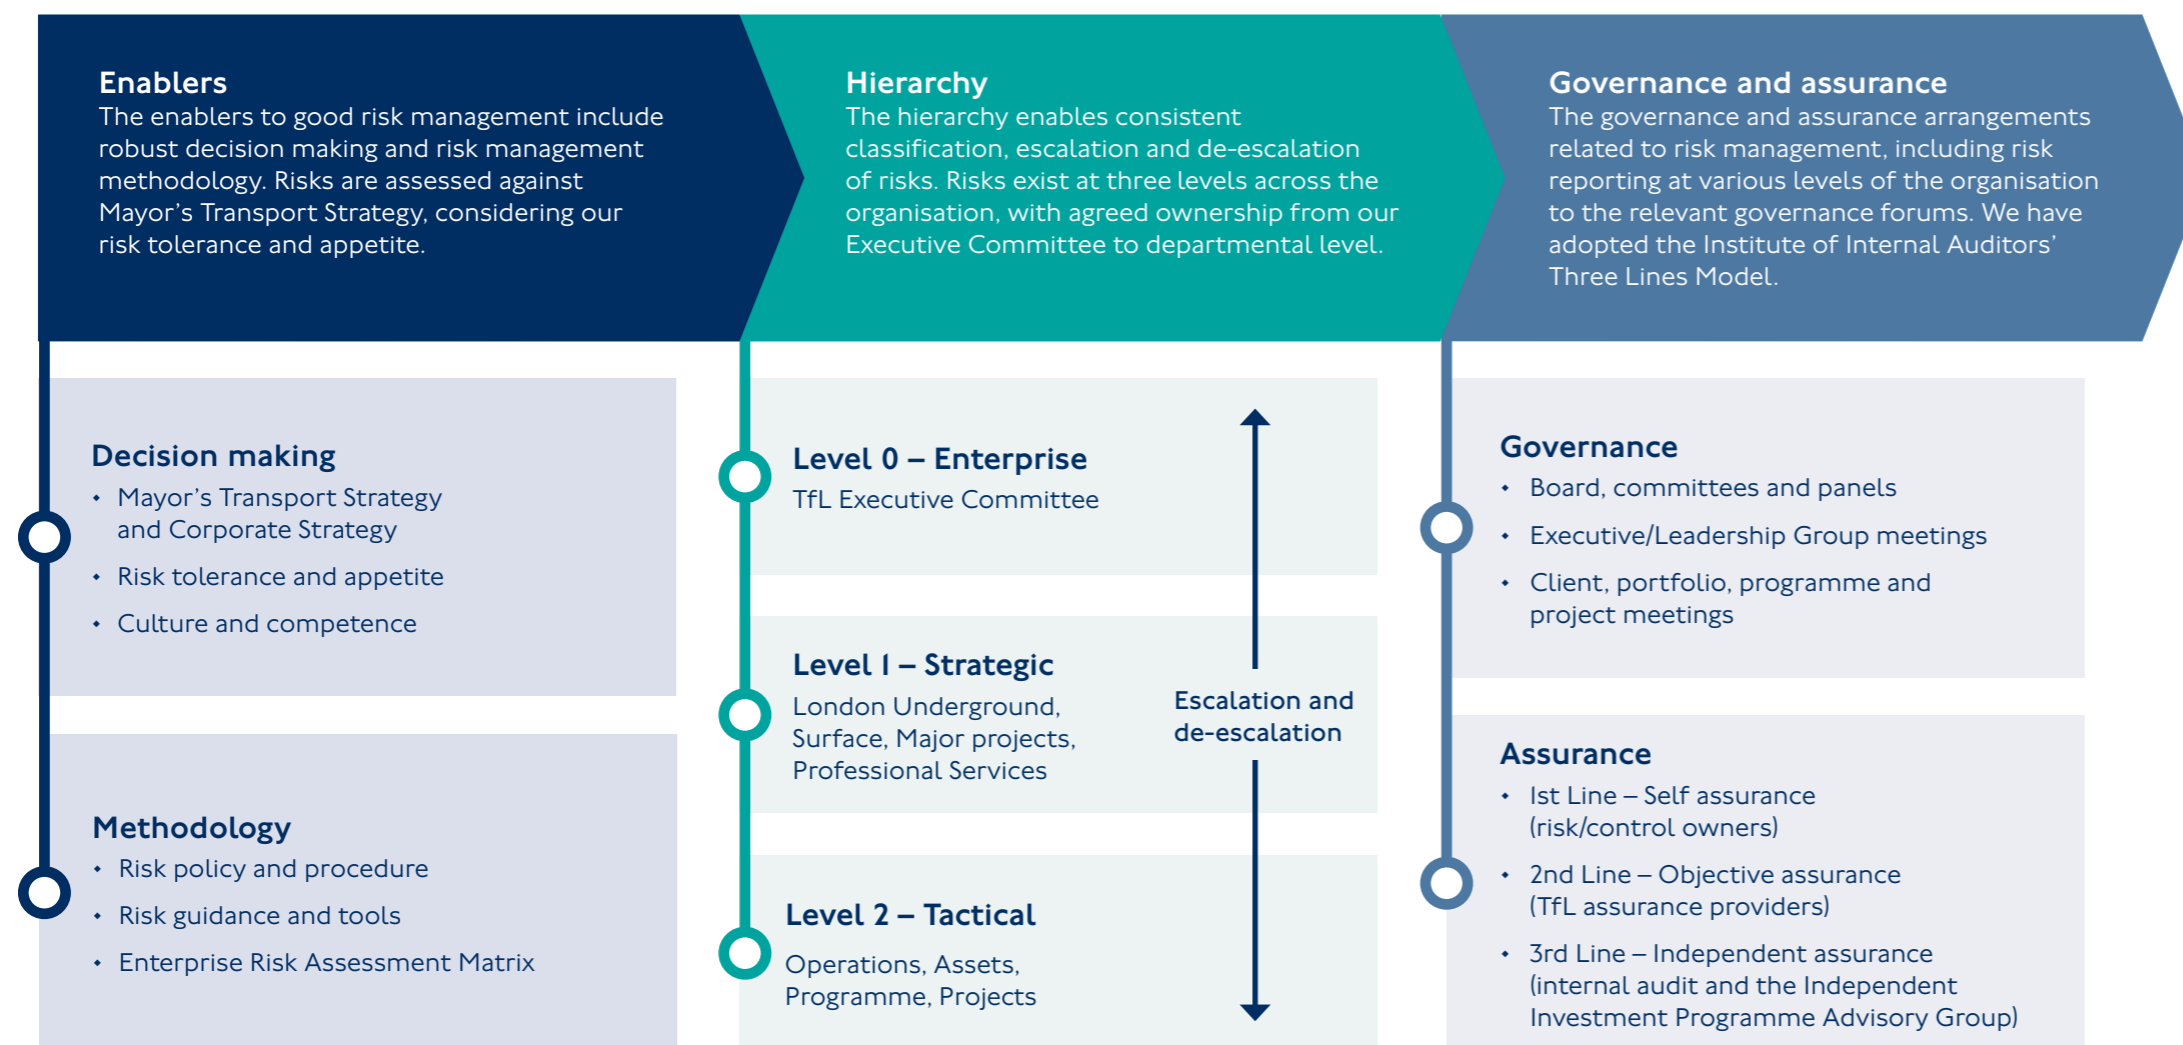 Enablers
The enablers to good risk management include
robust decision making and risk management
methodology. Risks are assessed against
Mayor’s Transport Strategy, considering our
risk tolerance and appetite.
Decision making
• Mayor’s Transport Strategy
and Corporate Strategy
• Risk tolerance and appetite
• Culture and competence
Methodology
• Risk policy and procedure
• Risk guidance and tools
• Enterprise Risk Assessment Matrix
Hierarchy
The hierarchy enables consistent
classification, escalation and de-escalation
of risks. Risks exist at three levels across the
organisation, with agreed ownership from our
Executive Committee to departmental level.
Level 0 – Enterprise
TfL Executive Committee
Level 1 – Strategic
London Underground,
Surface, Major projects,
Professional Services
Escalation and
de-escalation
Level 2 – Tactical
Operations, Assets,
Programme, Projects
Governance and assurance
The governance and assurance arrangements
related to risk management, including risk
reporting at various levels of the organisation
to the relevant governance forums. We have
adopted the Institute of Internal Auditors’
Three Lines Model.
Governance
• Board, committees and panels
• Executive/Leadership Group meetings
• Client, portfolio, programme and
project meetings
Assurance
• 1st Line – Self assurance
(risk/control owners)
• 2nd Line – Objective assurance
(TfL assurance providers)
• 3rd Line – Independent assurance
(internal audit and the Independent
Investment Programme Advisory Group)